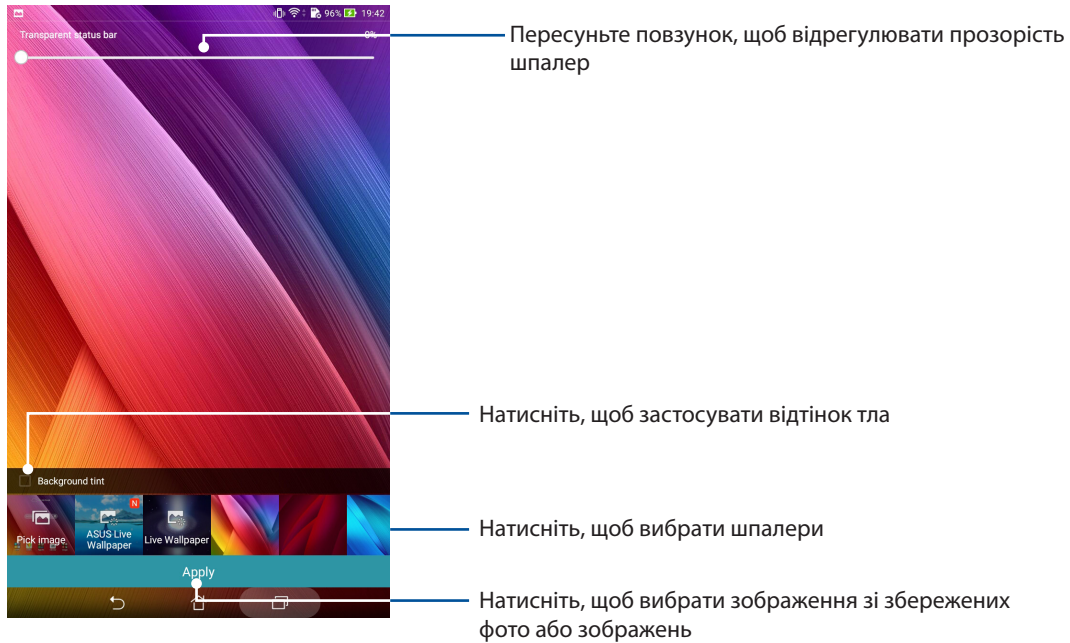 96% 19:42
Transparent status bar 0%
Пересуньте повзунок, щоб відрегулювати прозорість
шпалер
Натисніть, щоб застосувати відтінок тла
Background tint
N
Pick image
ASUS Live
Wallpaper
Live Wallpaper
Натисніть, щоб вибрати шпалери
Apply
Натисніть, щоб вибрати зображення зі збережених
фото або зображень